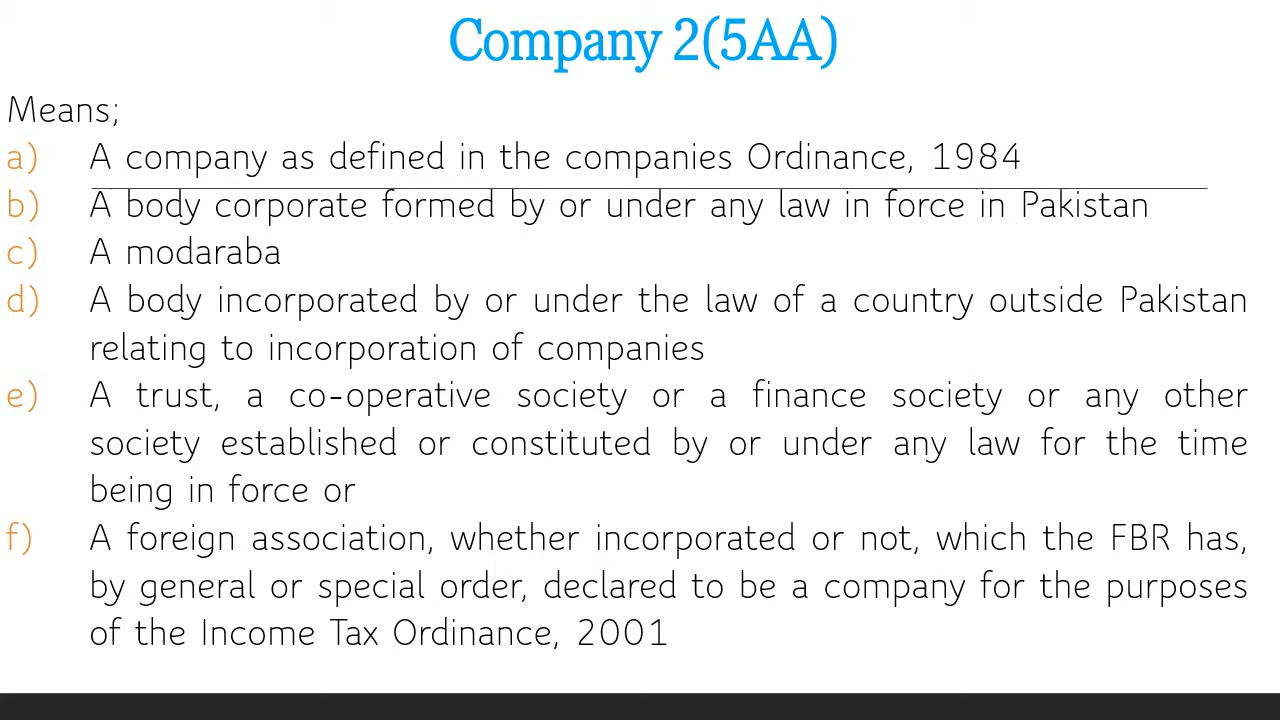 Company 2(5AA)
Means;
a) A company as defined in the companies Ordinance, 1984
b) A body corporate formed by or under any law in force in Pakistan
c) A modaraba
d) A body incorporated by or under the law of a country outside Pakistan
relating to incorporation of companies
e) A trust, a co-operative society or a finance society or any other
society established or constituted by or under any law for the time
being in force or
f) A foreign association, whether incorporated or not, which the FBR has,
by general or special order, declared to be a company for the purposes
of the Income Tax Ordinance, 2001